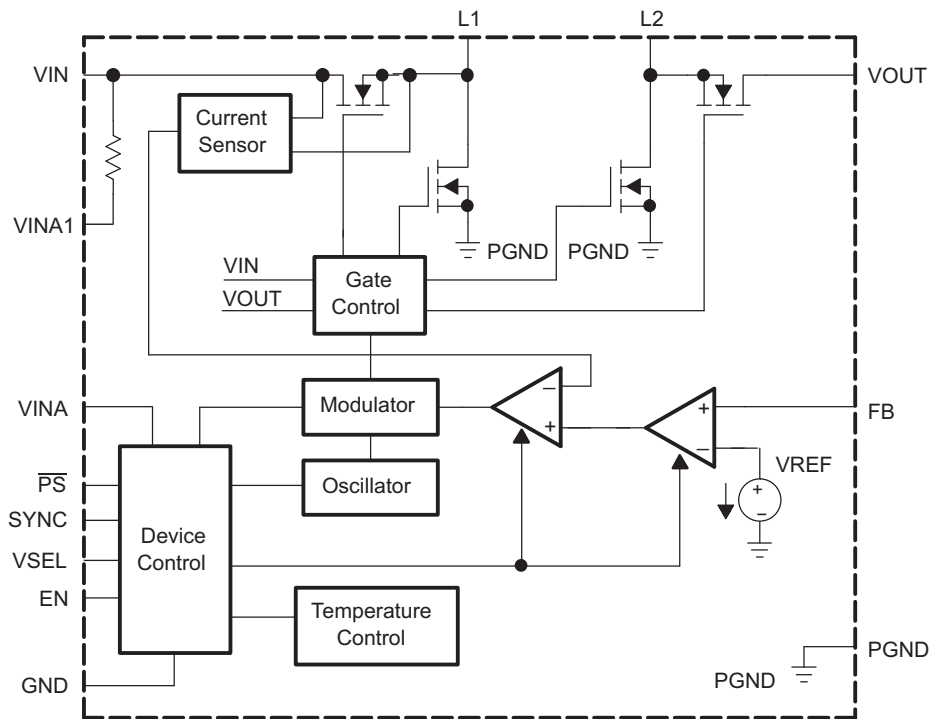 L1
L2
VIN
VOUT
Current
Sensor
VINA1
PGND
PGND
VIN
VOUT
Gate
Control
VINA
Modulator
−
+
+
−
FB
VREF
+
−
P̅S̅
Oscillator
SYNC
Device
Control
VSEL
EN
Temperature
Control
GND
PGND
PGND